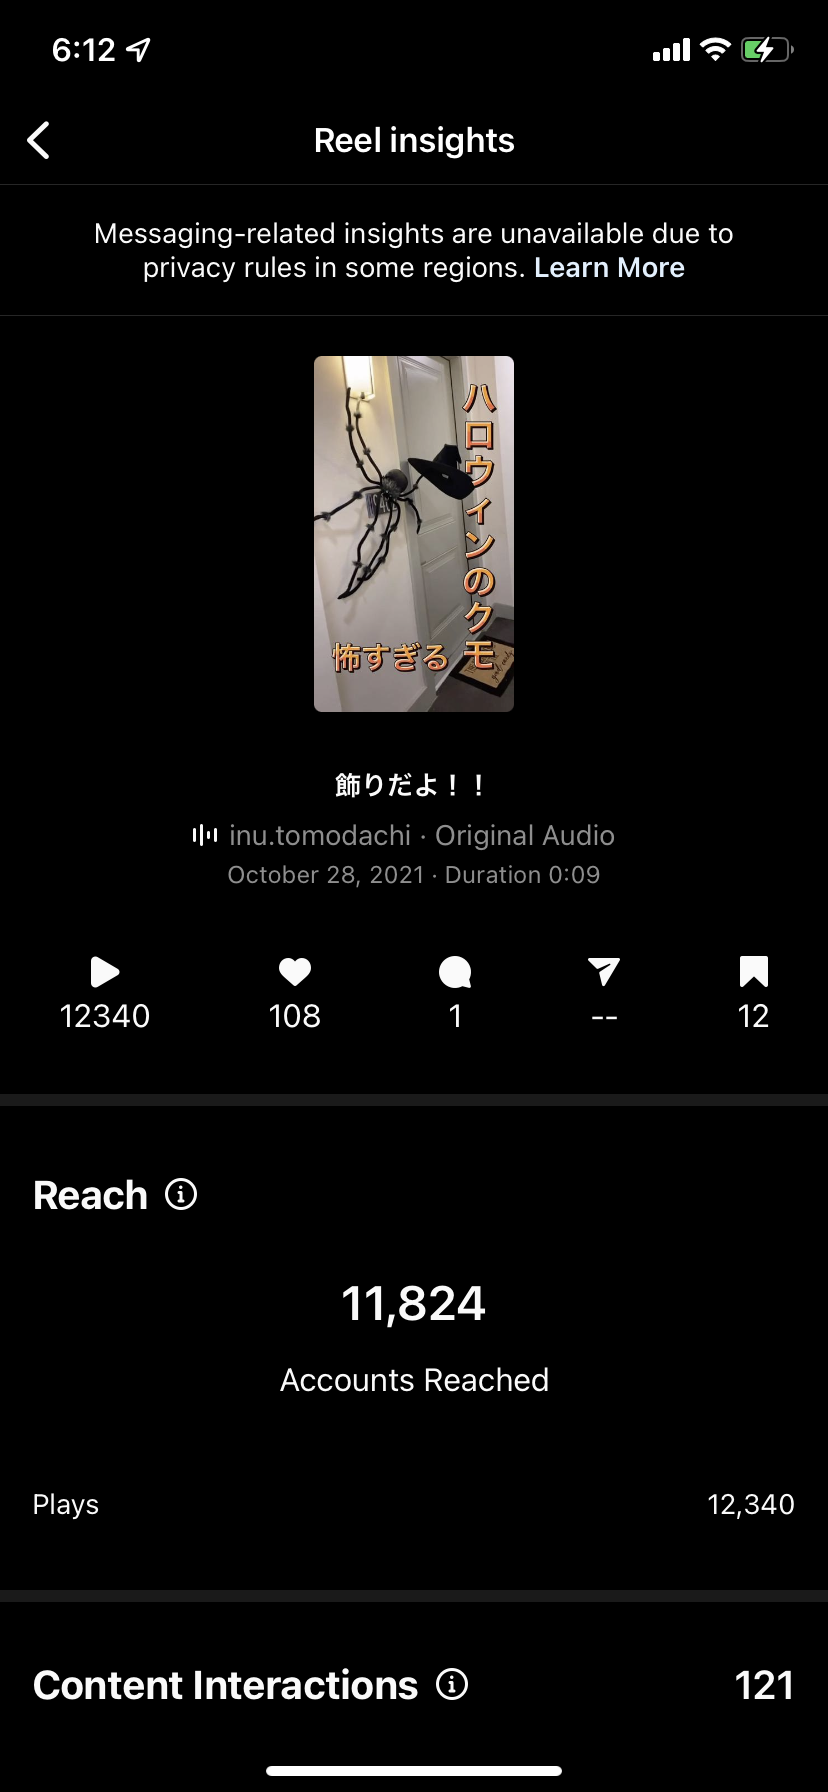 6:12
Reel insights
Messaging-related insights are unavailable due to
privacy rules in some regions. Learn More
ハロウィンのクモ
怖すぎる
飾りだよ！！
inu.tomodachi · Original Audio
October 28, 2021 · Duration 0:09
12340 108 1 -- 12
Reach
11,824
Accounts Reached
Plays 12,340
Content Interactions 121